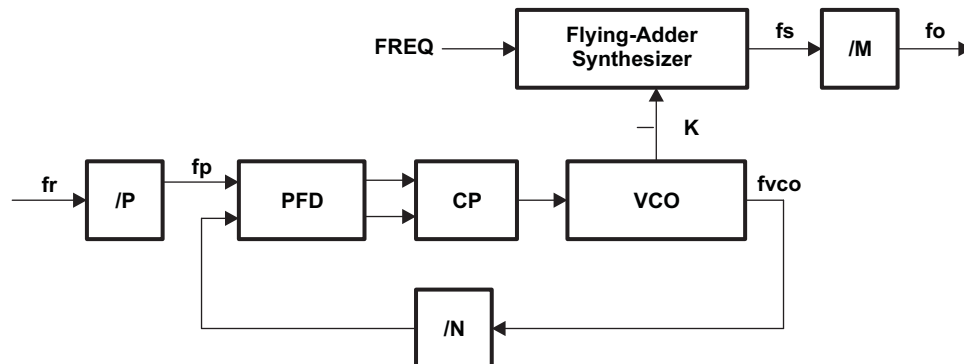 FREQ
Flying-Adder
Synthesizer
fs
/M
fo
K
fr
/P
fp
PFD
CP
VCO
fvco
/N